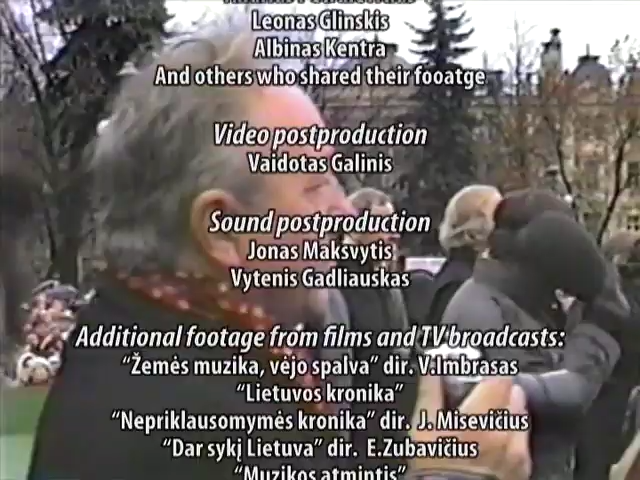 Leonas Glinskis
Albinas Kentra
And others who shared their fooatge
Video postproduction
Vaidotas Galinis
Sound postproduction
Jonas Maksvytis
Vytenis Gadliauskas
Additional footage from films and TV broadcasts:
“Žemės muzika, vėjo spalva” dir. V.Imbrasas
“Lietuvos kronika”
“Nepriklausomymės kronika” dir. J. Misevičius
“Dar sykį Lietuva” dir. E.Zubavičius
“Muzikos atmintis”